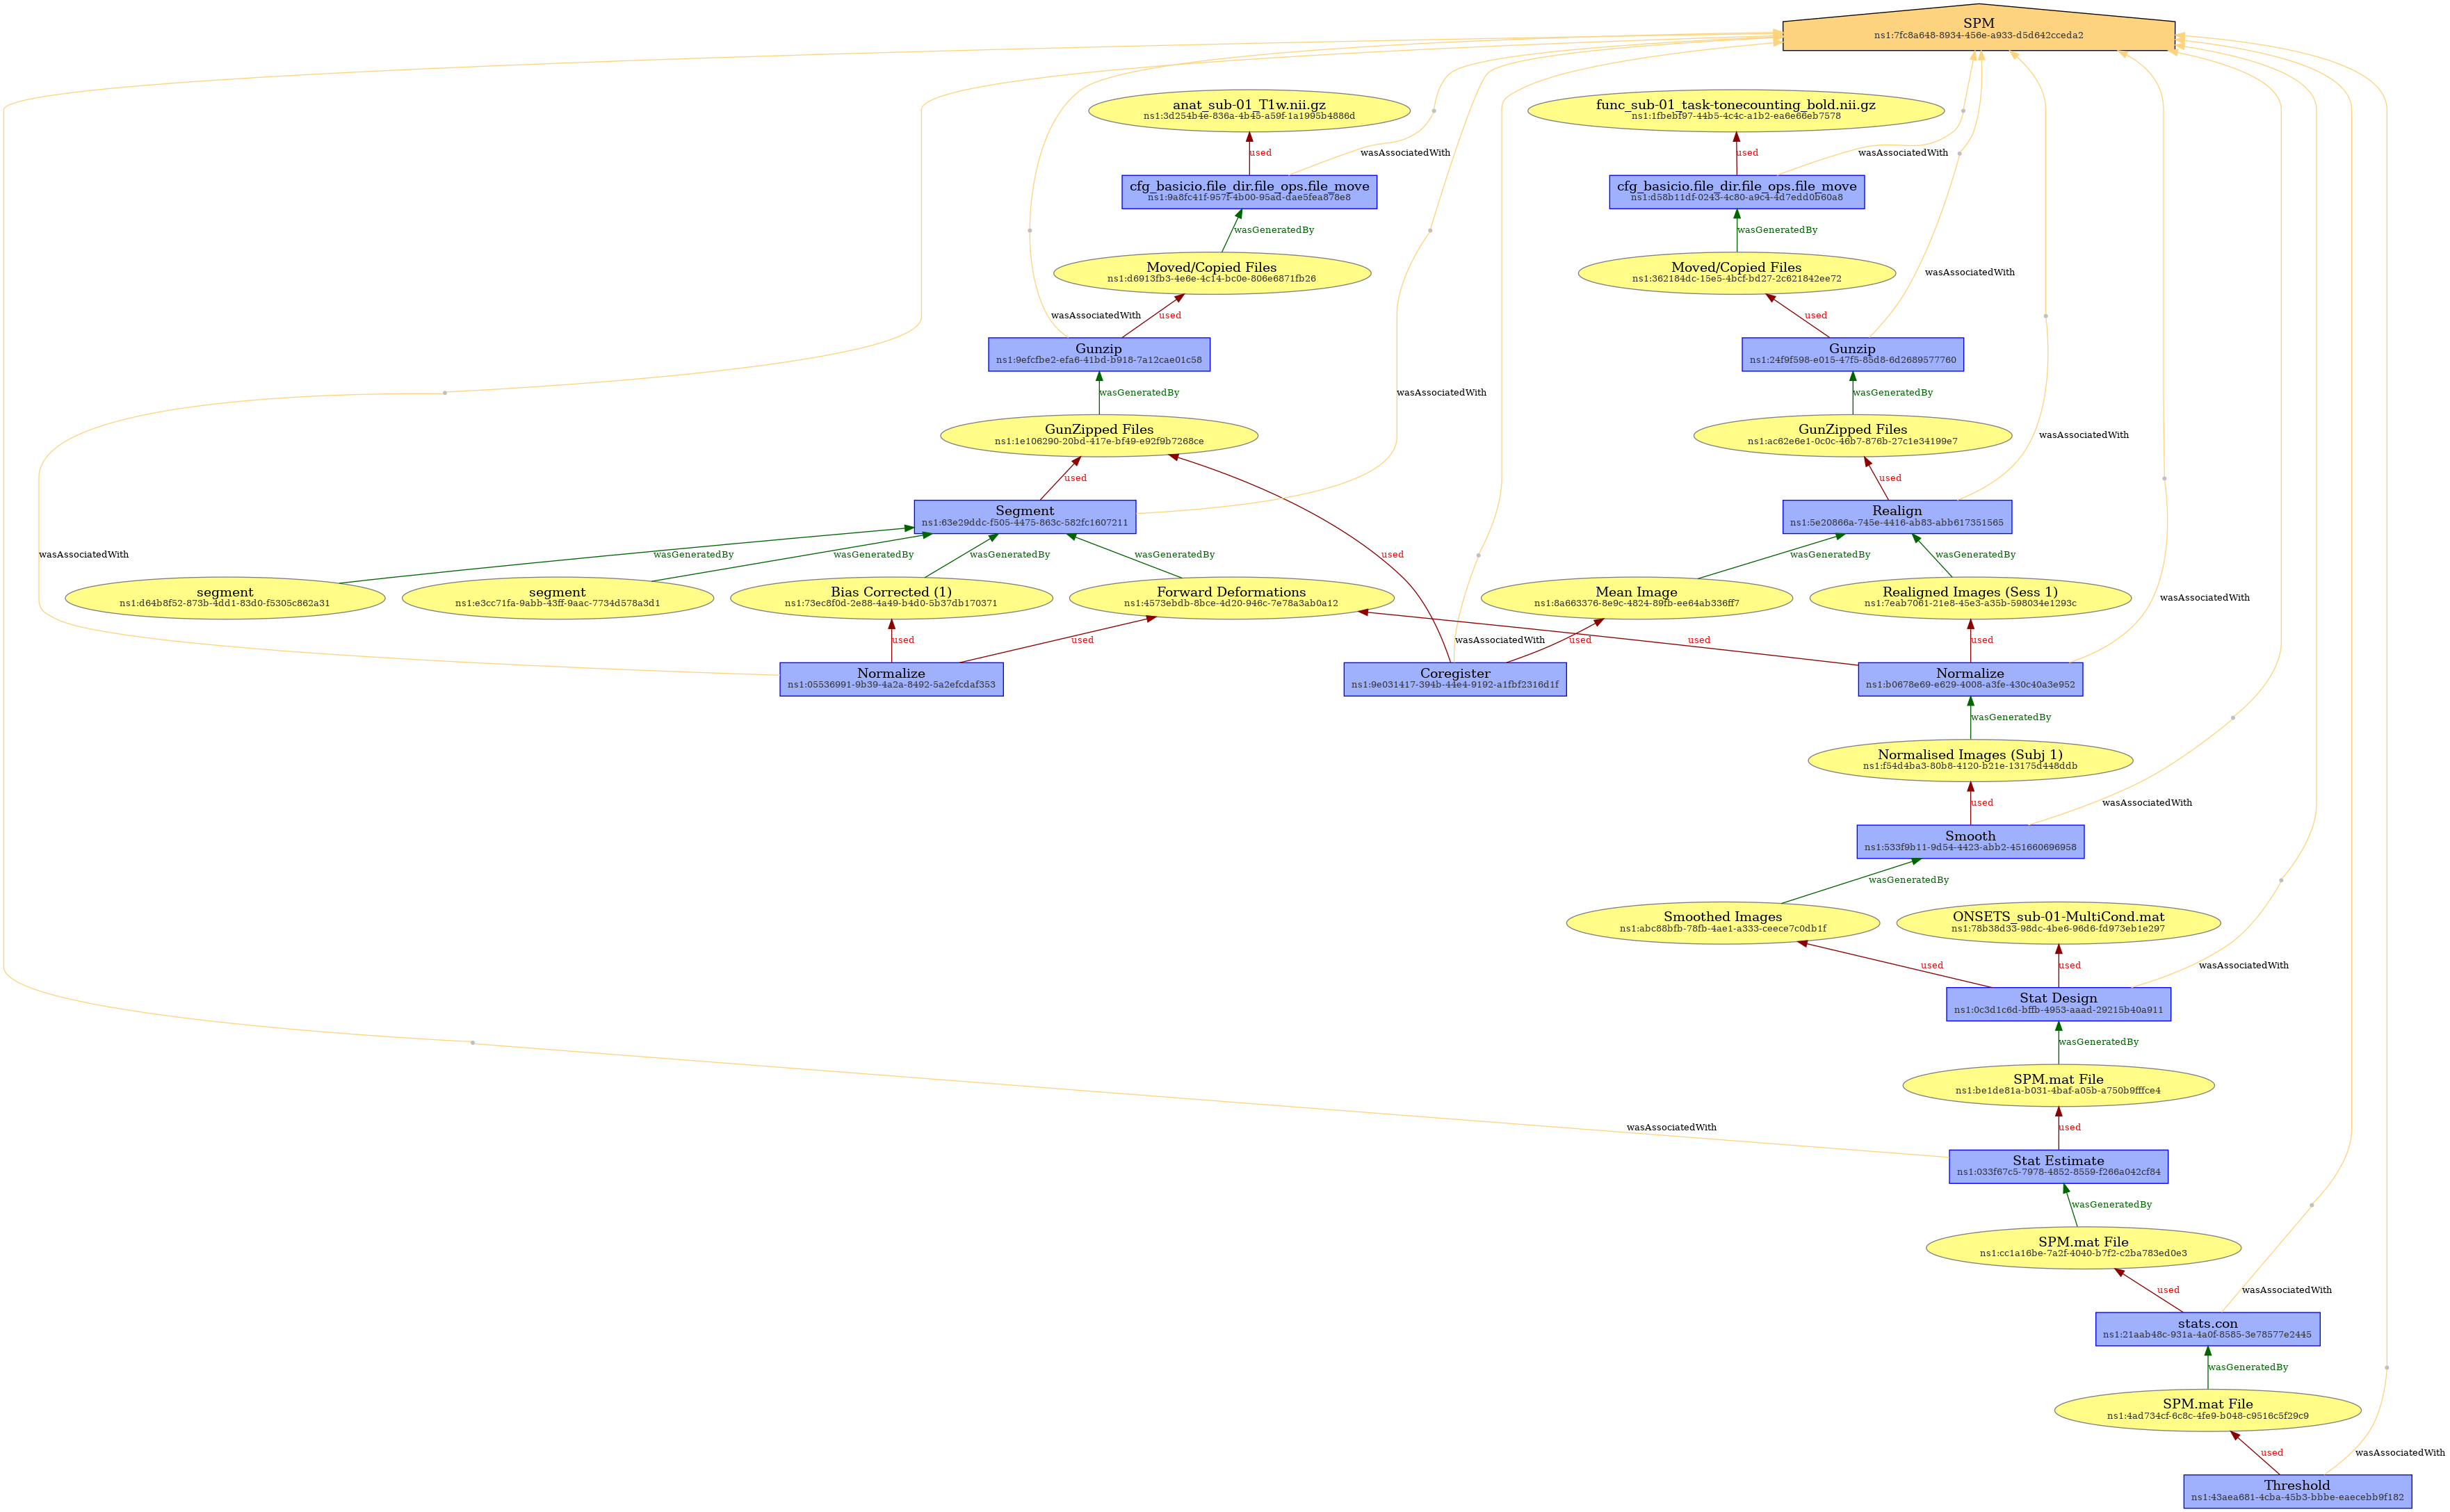 SPM
ns1:7fc8a648-8934-456e-a933-d5d642cceda2
anat_sub-01_T1w.nii.gz
ns1:3d254b4e-836a-4b45-a59f-1a1995b4886d
func_sub-01_task-tonecounting_bold.nii.gz
ns1:1fbebf97-44b5-4c4c-a1b2-ea6e66eb7578
used
wasAssociatedWith
used
wasAssociatedWith
cfg_basicio.file_dir.file_ops.file_move
ns1:9a8fc41f-957f-4b00-95ad-dae5fea878e8
cfg_basicio.file_dir.file_ops.file_move
ns1:d58b11df-0243-4c80-a9c4-4d7edd0b60a8
wasGeneratedBy
wasGeneratedBy
Moved/Copied Files
ns1:d6913fb3-4e6e-4c14-bc0e-806e6871fb26
Moved/Copied Files
ns1:362184dc-15e5-4bcf-bd27-2c621842ee72
wasAssociatedWith
used
used
wasAssociatedWith
Gunzip
ns1:9efcfbe2-efa6-41bd-b918-7a12cae01c58
Gunzip
ns1:24f9f598-e015-47f5-85d8-6d2689577760
wasGeneratedBy
wasAssociatedWith
wasGeneratedBy
GunZipped Files
ns1:1e106290-20bd-417e-bf49-e92f9b7268ce
GunZipped Files
ns1:ac62e6e1-0c0c-46b7-876b-27c1e34199e7
wasAssociatedWith
used
used
Segment
ns1:63e29ddc-f505-4475-863c-582fc1607211
Realign
ns1:5e20866a-745e-4416-ab83-abb617351565
wasAssociatedWith
wasGeneratedBy
wasGeneratedBy
wasGeneratedBy
wasGeneratedBy
used
wasGeneratedBy
wasGeneratedBy
segment
ns1:d64b8f52-873b-4dd1-83d0-f5305c862a31
segment
ns1:e3cc71fa-9abb-43ff-9aac-7734d578a3d1
Bias Corrected (1)
ns1:73ec8f0d-2e88-4a49-b4d0-5b37db170371
Forward Deformations
ns1:4573ebdb-8bce-4d20-946c-7e78a3ab0a12
Mean Image
ns1:8a663376-8e9c-4824-89fb-ee64ab336ff7
Realigned Images (Sess 1)
ns1:7eab7061-21e8-45e3-a35b-598034e1293c
wasAssociatedWith
used
used
wasAssociatedWith
used
used
used
Normalize
ns1:05536991-9b39-4a2a-8492-5a2efcdaf353
Coregister
ns1:9e031417-394b-44e4-9192-a1fbf2316d1f
Normalize
ns1:b0678e69-e629-4008-a3fe-430c40a3e952
wasGeneratedBy
Normalised Images (Subj 1)
ns1:f54d4ba3-80b8-4120-b21e-13175d448ddb
used
wasAssociatedWith
Smooth
ns1:533f9b11-9d54-4423-abb2-451660696958
wasGeneratedBy
Smoothed Images
ns1:abc88bfb-78fb-4ae1-a333-ceece7c0db1f
ONSETS_sub-01-MultiCond.mat
ns1:78b38d33-98dc-4be6-96d6-fd973eb1e297
used
used
wasAssociatedWith
Stat Design
ns1:0c3d1c6d-bffb-4953-aaad-29215b40a911
wasGeneratedBy
SPM.mat File
ns1:be1de81a-b031-4baf-a05b-a750b9fffce4
wasAssociatedWith
used
Stat Estimate
ns1:033f67c5-7978-4852-8559-f266a042cf84
wasGeneratedBy
SPM.mat File
ns1:cc1a16be-7a2f-4040-b7f2-c2ba783ed0e3
used
wasAssociatedWith
stats.con
ns1:21aab48c-931a-4a0f-8585-3e78577e2445
wasGeneratedBy
SPM.mat File
ns1:4ad734cf-6c8c-4fe9-b048-c9516c5f29c9
used
wasAssociatedWith
Threshold
ns1:43aea681-4cba-45b3-bbbe-eaecebb9f182